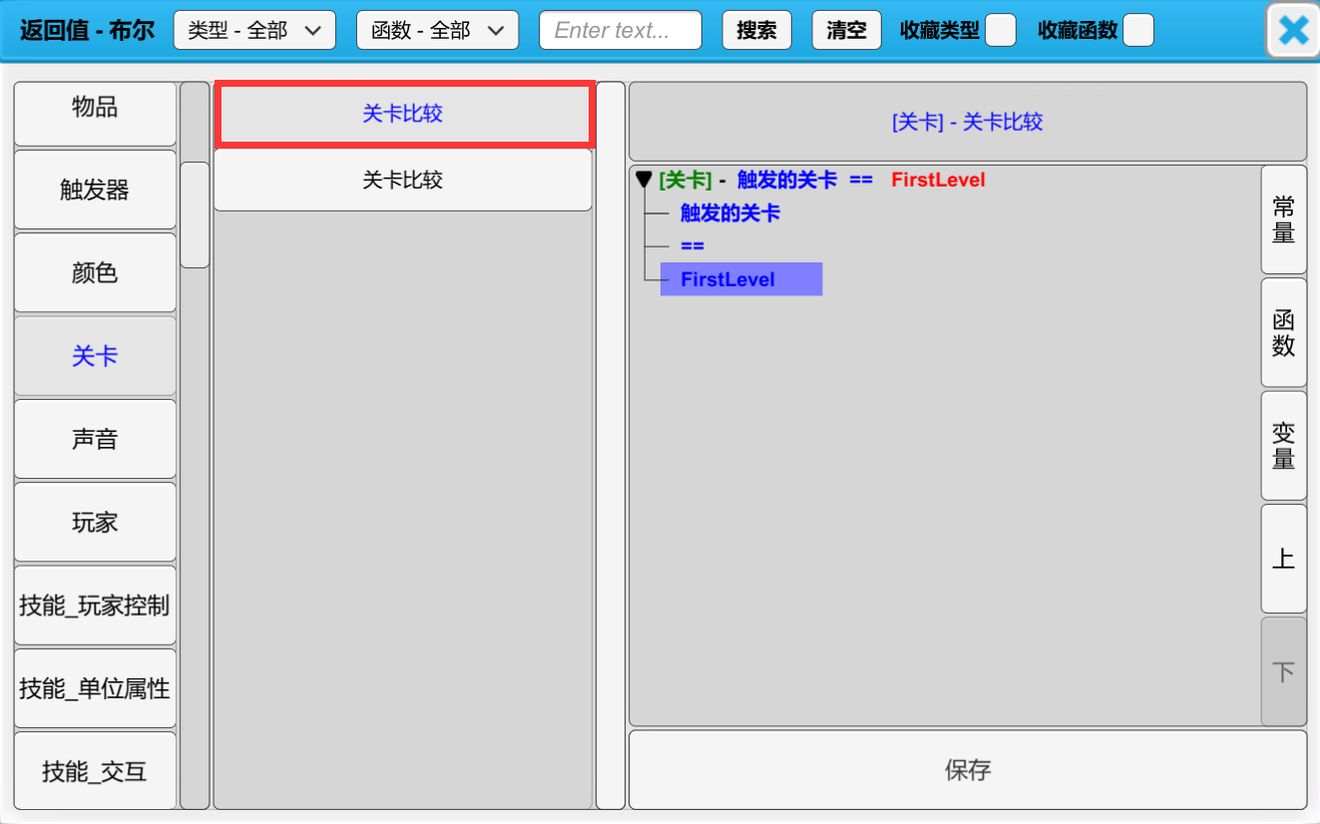 返回值 - 布尔
类型 - 全部
函数 - 全部
Enter text...
搜索
清空
收藏类型
收藏函数
物品
触发器
颜色
关卡
声音
玩家
技能_玩家控制
技能_单位属性
技能_交互
关卡比较
关卡比较
[关卡] - 关卡比较
[关卡] - 触发的关卡 == FirstLevel
触发的关卡
==
FirstLevel
常量
函数
变量
上
下
保存